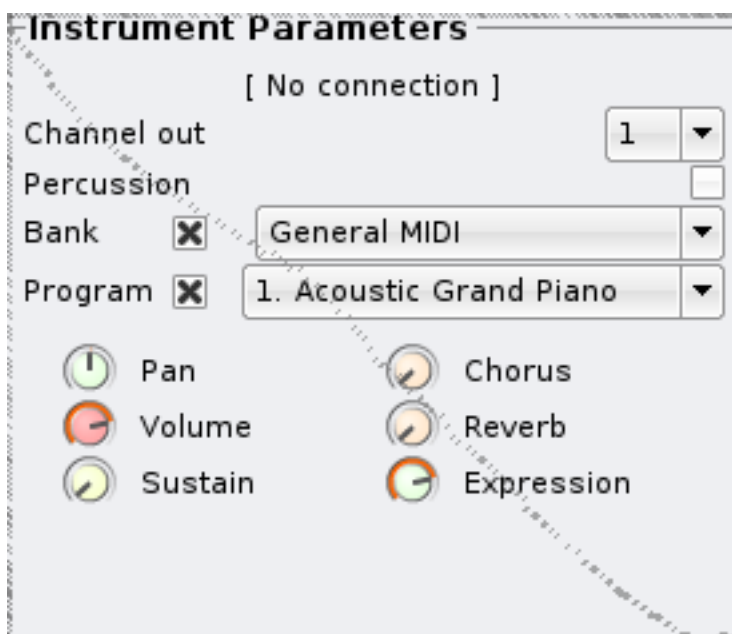 Instrument Parameters
[ No connection ]
Channel out 1
Percussion
Bank General MIDI
Program 1. Acoustic Grand Piano
Pan Chorus
Volume Reverb
Sustain Expression